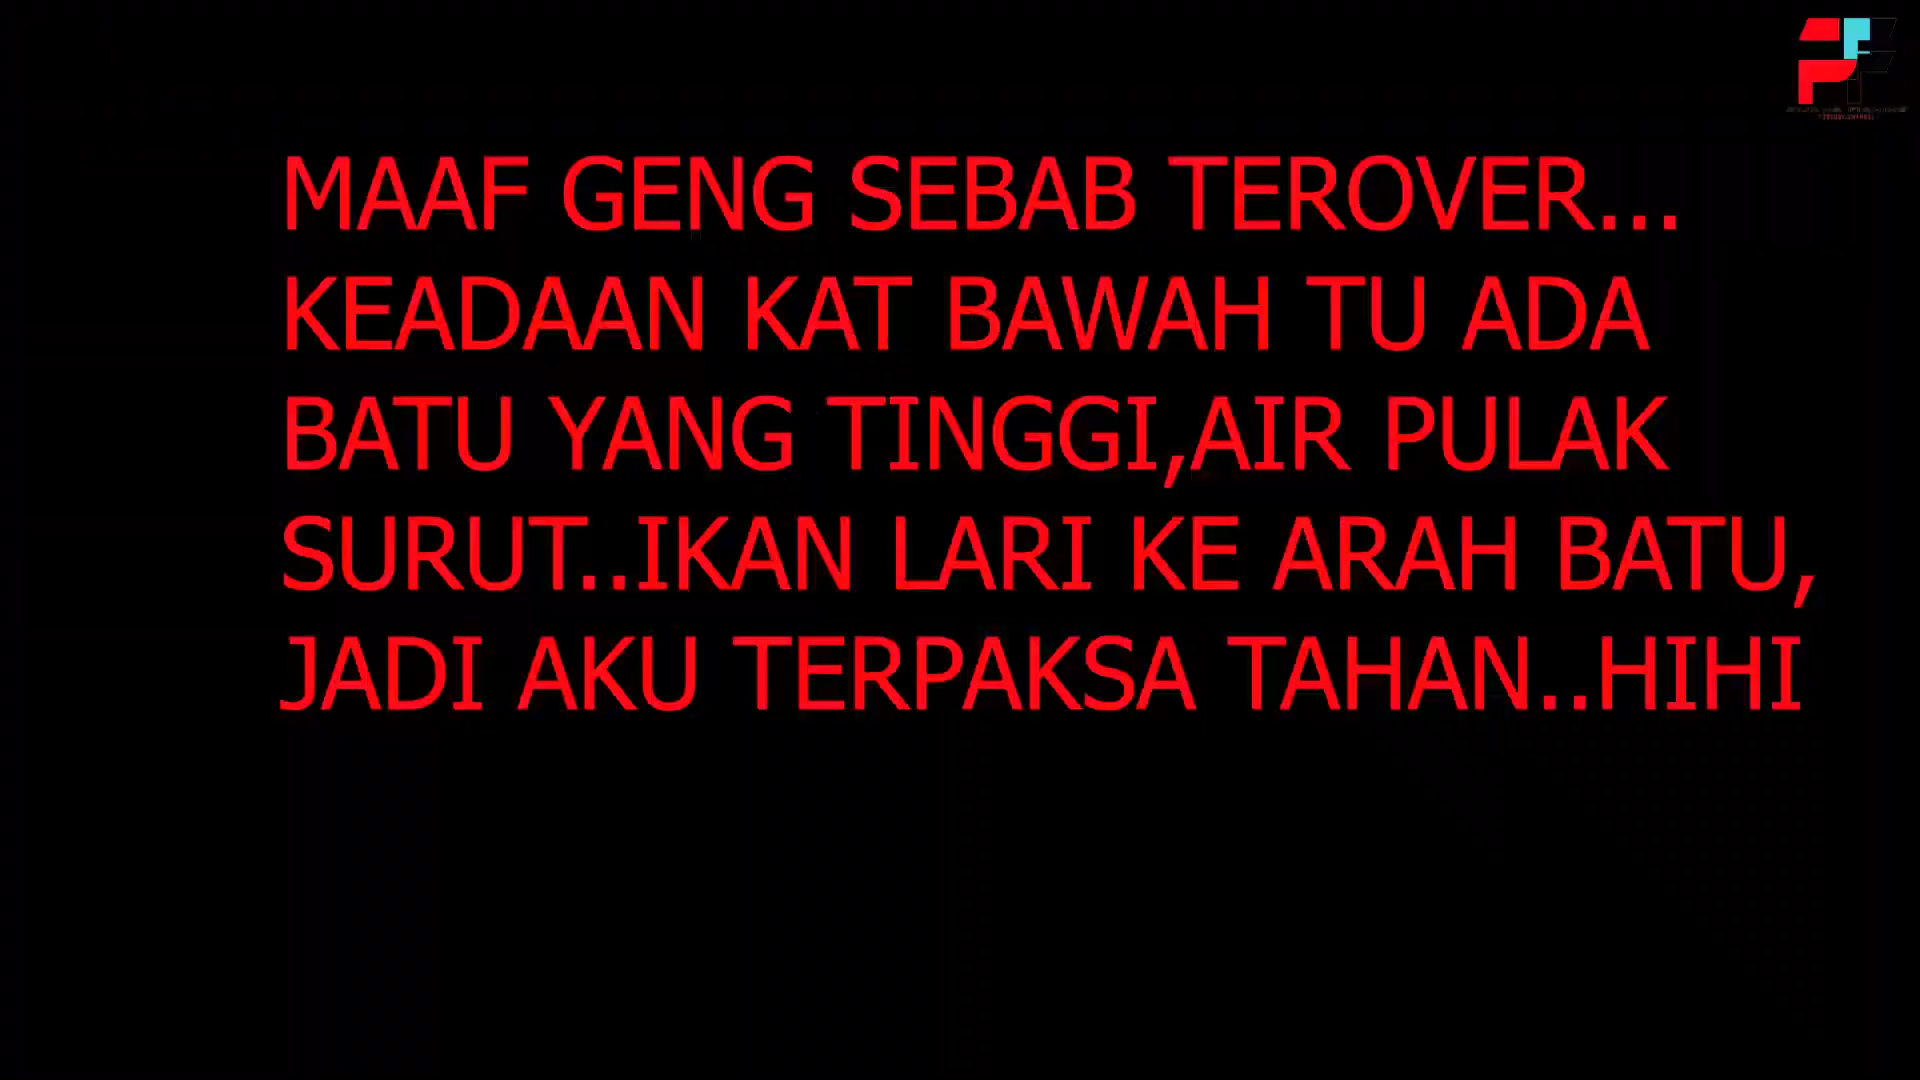 MAAF GENG SEBAB TEROVER...
KEADAAN KAT BAWAH TU ADA
BATU YANG TINGGI,AIR PULAK
SURUT..IKAN LARI KE ARAH BATU,
JADI AKU TERPAKSA TAHAN..HIHI